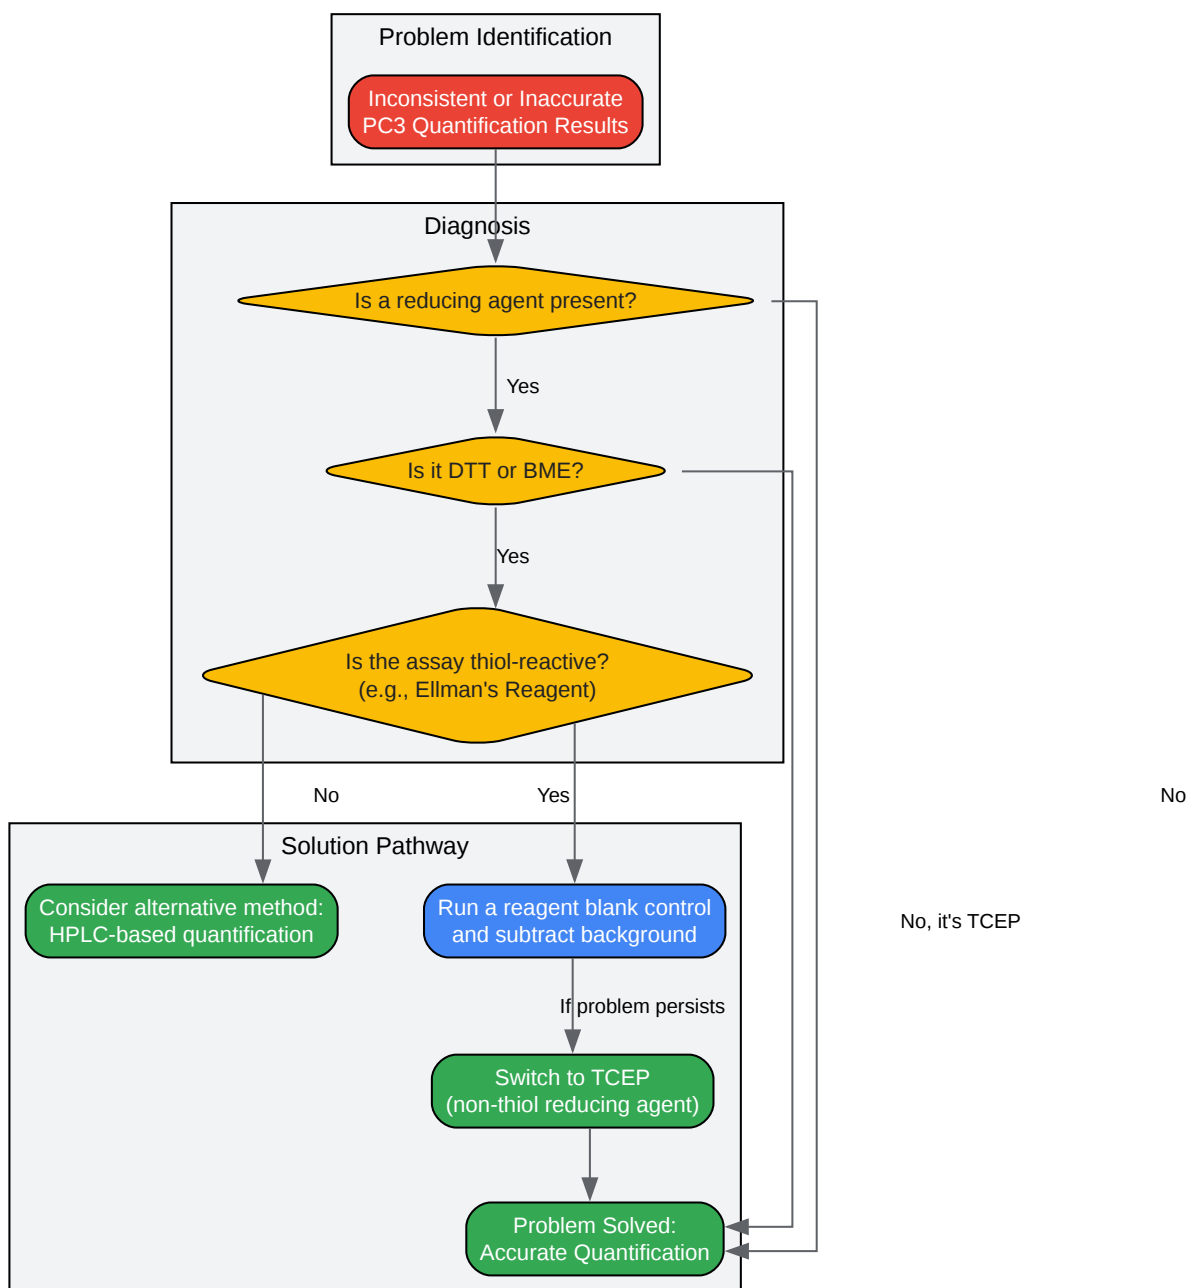 Problem Identification
Inconsistent or Inaccurate
PC3 Quantification Results
Diagnosis
Is a reducing agent present?
Yes
Is it DTT or BME?
Yes
Is the assay thiol-reactive?
(e.g., Ellman's Reagent)
No
Yes
No
Solution Pathway
Consider alternative method:
HPLC-based quantification
Run a reagent blank control
and subtract background
No, it's TCEP
If problem persists
Switch to TCEP
(non-thiol reducing agent)
Problem Solved:
Accurate Quantification